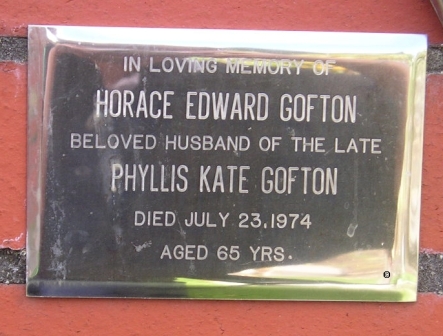 IN LOVING MEMORY OF
HORACE EDWARD GOFTON
BELOVED HUSBAND OF THE LATE
PHYLLIS KATE GOFTON
DIED JULY 23.1974
AGED 65 YRS.